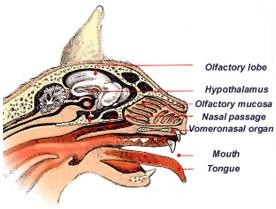 Olfactory lobe
Hypothalamus
Olfactory mucosa
Nasal passage
Vomeronasal organ
Mouth
Tongue